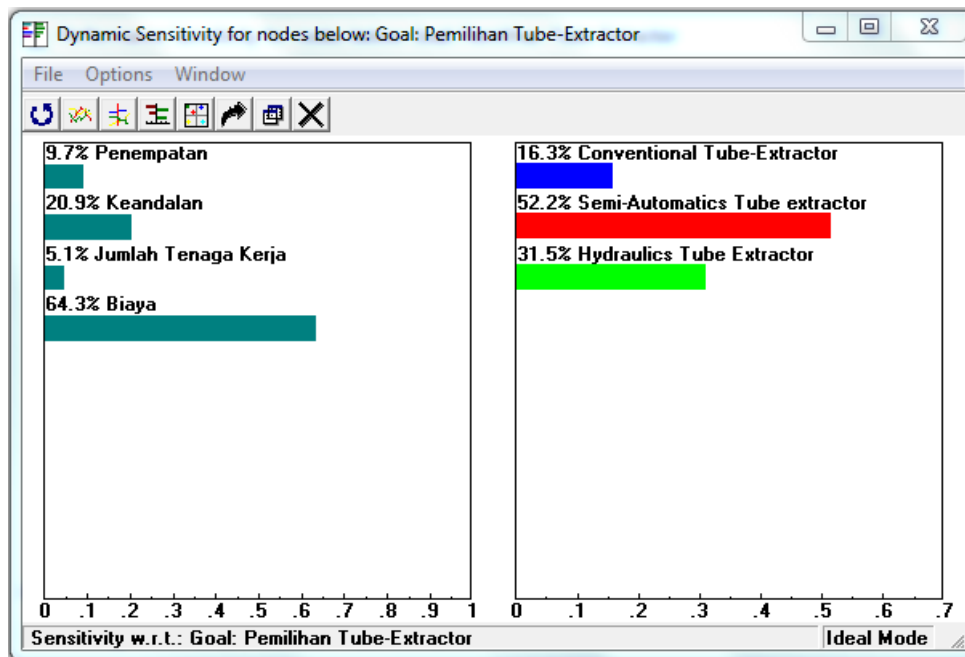 Dynamic Sensitivity for nodes below: Goal: Pemilihan Tube-Extractor
File Options Window
9.7% Penempatan
20.9% Keandalan
5.1% Jumlah Tenaga Kerja
64.3% Biaya
0 .1 .2 .3 .4 .5 .6 .7 .8 .9 1
16.3% Conventional Tube-Extractor
52.2% Semi-Automatics Tube extractor
31.5% Hydraulics Tube Extractor
0 .1 .2 .3 .4 .5 .6 .7
Sensitivity w.r.t.: Goal: Pemilihan Tube-Extractor
Ideal Mode